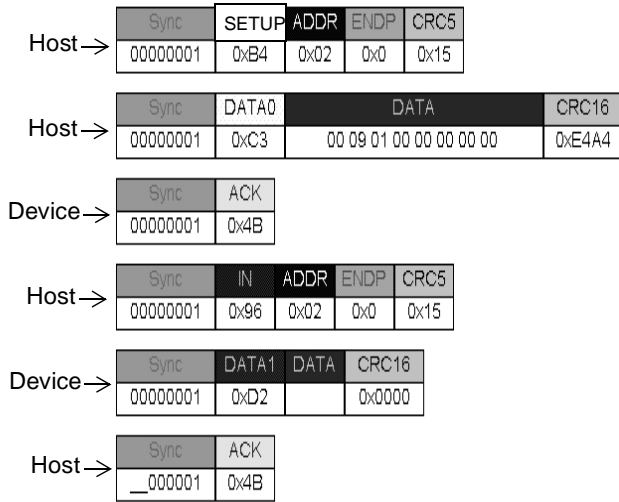 Sync SETUP ADDR ENDP CRC5
Host 00000001 0xB4 0x02 0x0 0x15
Sync DATA0 DATA CRC16
Host 00000001 0xC3 00 09 01 00 00 00 00 00 0xE4A4
Sync ACK
Device 00000001 0x4B
Sync IN ADDR ENDP CRC5
Host 00000001 0x96 0x02 0x0 0x15
Sync DATA1 DATA CRC16
Device 00000001 0xD2 0x0000
Sync ACK
Host __000001 0x4B